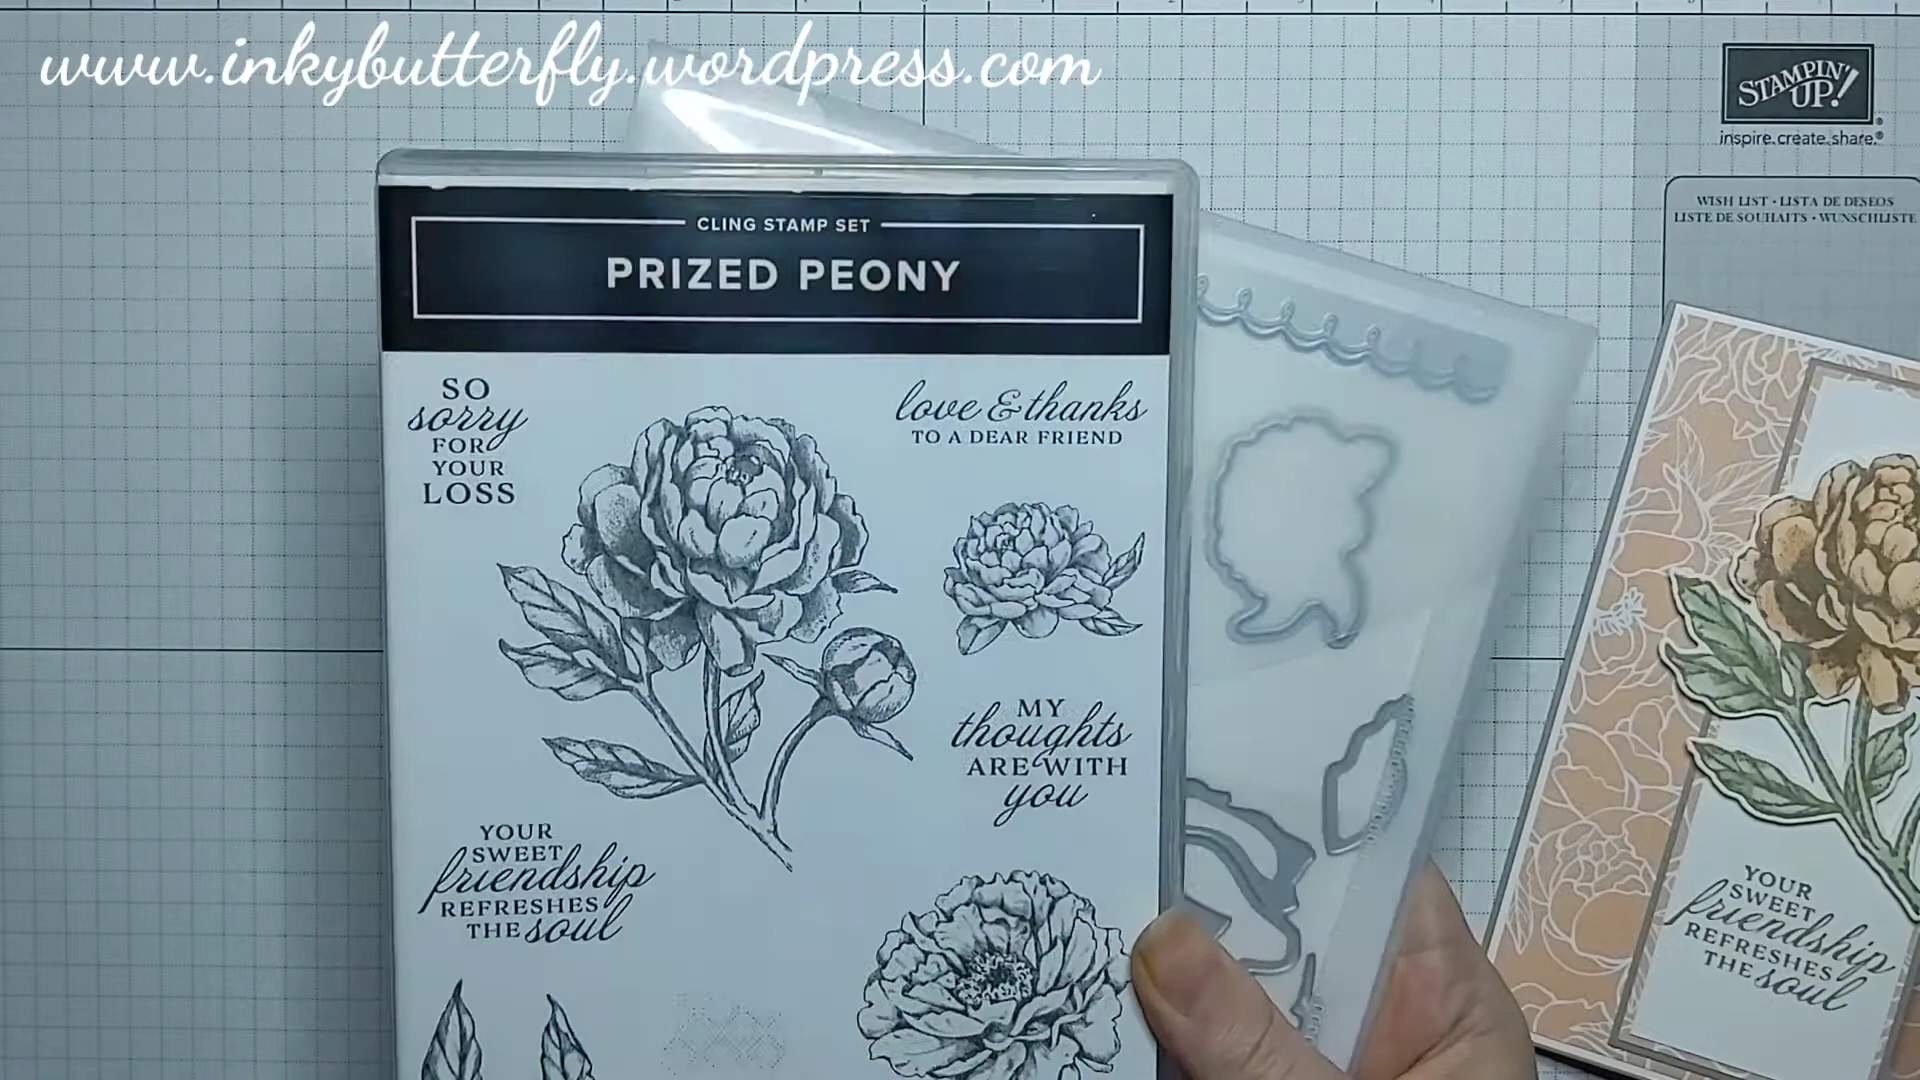 www.inkybutterfly.wordpress.com
STAMPIN' UP!®
inspire.create.share®
WISH LIST • LISTA DE DESEOS
LISTE DE SOUHAITS • WUNSCHLISTE
CLING STAMP SET
PRIZED PEONY
SO
sorry
FOR
YOUR
LOSS
love & thanks
TO A DEAR FRIEND
MY
thoughts
ARE WITH
you
YOUR
SWEET
friendship
REFRESHES
THE soul
YOUR
SWEET
friendship
REFRESHES
THE soul